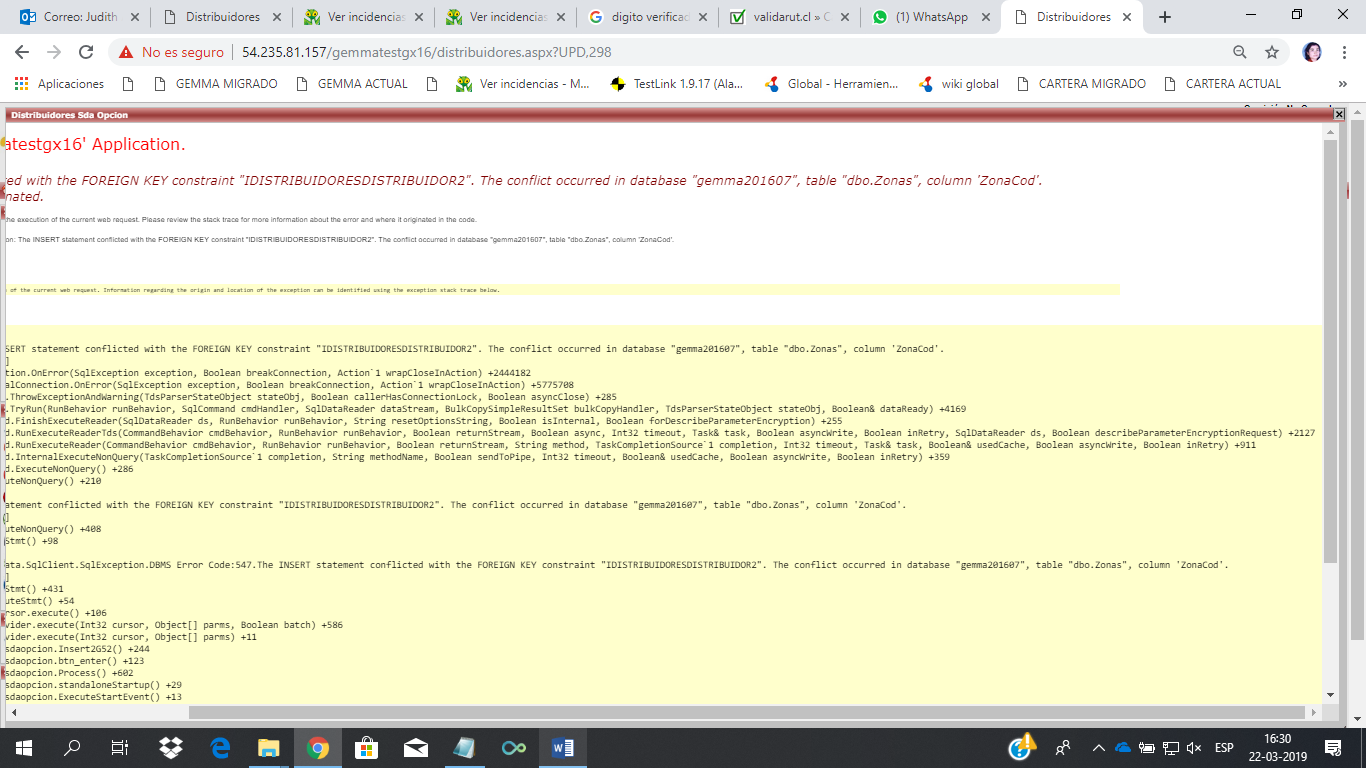 Correo: Judith
Distribuidores
Ver incidencias
Ver incidencias
digito verificad
validarut.cl » C
(1) WhatsApp
Distribuidores
No es seguro
54.235.81.157/gemmatestgx16/distribuidores.aspx?UPD,298
Aplicaciones
GEMMA MIGRADO
GEMMA ACTUAL
Ver incidencias - M...
TestLink 1.9.17 (Ala...
Global - Herramien...
wiki global
CARTERA MIGRADO
CARTERA ACTUAL
»
Distribuidores Sda Opcion
atestgx16' Application.
ed with the FOREIGN KEY constraint "IDISTRIBUIDORESDISTRIBUIDOR2". The conflict occurred in database "gemma201607", table "dbo.Zonas", column 'ZonaCod'.
nated.
the execution of the current web request. Please review the stack trace for more information about the error and where it originated in the code.
on: The INSERT statement conflicted with the FOREIGN KEY constraint "IDISTRIBUIDORESDISTRIBUIDOR2". The conflict occurred in database "gemma201607", table "dbo.Zonas", column 'ZonaCod'.
of the current web request. Information regarding the origin and location of the exception can be identified using the exception stack trace below.
SERT statement conflicted with the FOREIGN KEY constraint "IDISTRIBUIDORESDISTRIBUIDOR2". The conflict occurred in database "gemma201607", table "dbo.Zonas", column 'ZonaCod'.
]
tion.OnError(SqlException exception, Boolean breakConnection, Action`1 wrapCloseInAction) +2444182
alConnection.OnError(SqlException exception, Boolean breakConnection, Action`1 wrapCloseInAction) +5775708
.ThrowExceptionAndWarning(TdsParserStateObject stateObj, Boolean callerHasConnectionLock, Boolean asyncClose) +285
.TryRun(RunBehavior runBehavior, SqlCommand cmdHandler, SqlDataReader dataStream, BulkCopySimpleResultSet bulkCopyHandler, TdsParserStateObject stateObj, Boolean& dataReady) +4169
d.FinishExecuteReader(SqlDataReader ds, RunBehavior runBehavior, String resetOptionsString, Boolean isInternal, Boolean forDescribeParameterEncryption) +255
d.RunExecuteReaderTds(CommandBehavior cmdBehavior, RunBehavior runBehavior, Boolean returnStream, Boolean async, Int32 timeout, Task& task, Boolean asyncWrite, Boolean inRetry, SqlDataReader ds, Boolean describeParameterEncryptionRequest) +2127
d.RunExecuteReader(CommandBehavior cmdBehavior, RunBehavior runBehavior, Boolean returnStream, String method, TaskCompletionSource`1 completion, Int32 timeout, Task& task, Boolean& usedCache, Boolean asyncWrite, Boolean inRetry) +911
d.InternalExecuteNonQuery(TaskCompletionSource`1 completion, String methodName, Boolean sendToPipe, Int32 timeout, Boolean& usedCache, Boolean asyncWrite, Boolean inRetry) +359
d.ExecuteNonQuery() +286
uteNonQuery() +210
atement conflicted with the FOREIGN KEY constraint "IDISTRIBUIDORESDISTRIBUIDOR2". The conflict occurred in database "gemma201607", table "dbo.Zonas", column 'ZonaCod'.
]
uteNonQuery() +408
Stmt() +98
ata.SqlClient.SqlException.DBMS Error Code:547.The INSERT statement conflicted with the FOREIGN KEY constraint "IDISTRIBUIDORESDISTRIBUIDOR2". The conflict occurred in database "gemma201607", table "dbo.Zonas", column 'ZonaCod'.
]
Stmt() +431
uteStmt() +54
rsor.execute() +106
vider.execute(Int32 cursor, Object[] parms, Boolean batch) +586
vider.execute(Int32 cursor, Object[] parms) +11
sdaopcion.Insert2G52() +244
sdaopcion.btn_enter() +123
sdaopcion.Process() +602
sdaopcion.standaloneStartup() +29
sdaopcion.ExecuteStartEvent() +13
ESP
16:30
22-03-2019